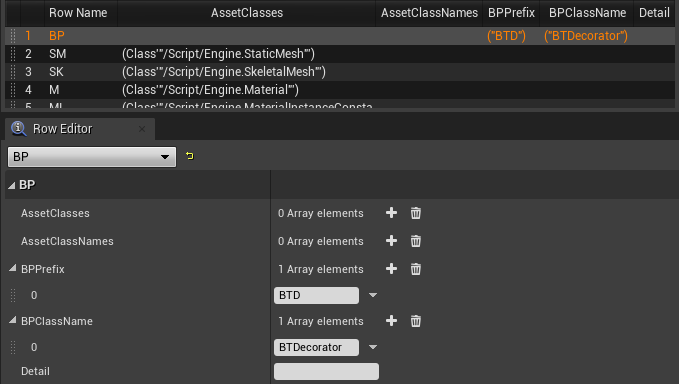 Row Name AssetClasses AssetClassNames BPPrefix BPClassName Detail
1 BP ("BTD") ("BTDecorator")
2 SM (Class'"/Script/Engine.StaticMesh"')
3 SK (Class'"/Script/Engine.SkeletalMesh"')
4 M (Class'"/Script/Engine.Material"')
5 MI (Class'"/Script/Engine.MaterialInstanceConsta
Row Editor ×
BP
BP
AssetClasses 0 Array elements
AssetClassNames 0 Array elements
BPPrefix 1 Array elements
0 BTD
BPClassName 1 Array elements
0 BTDecorator
Detail